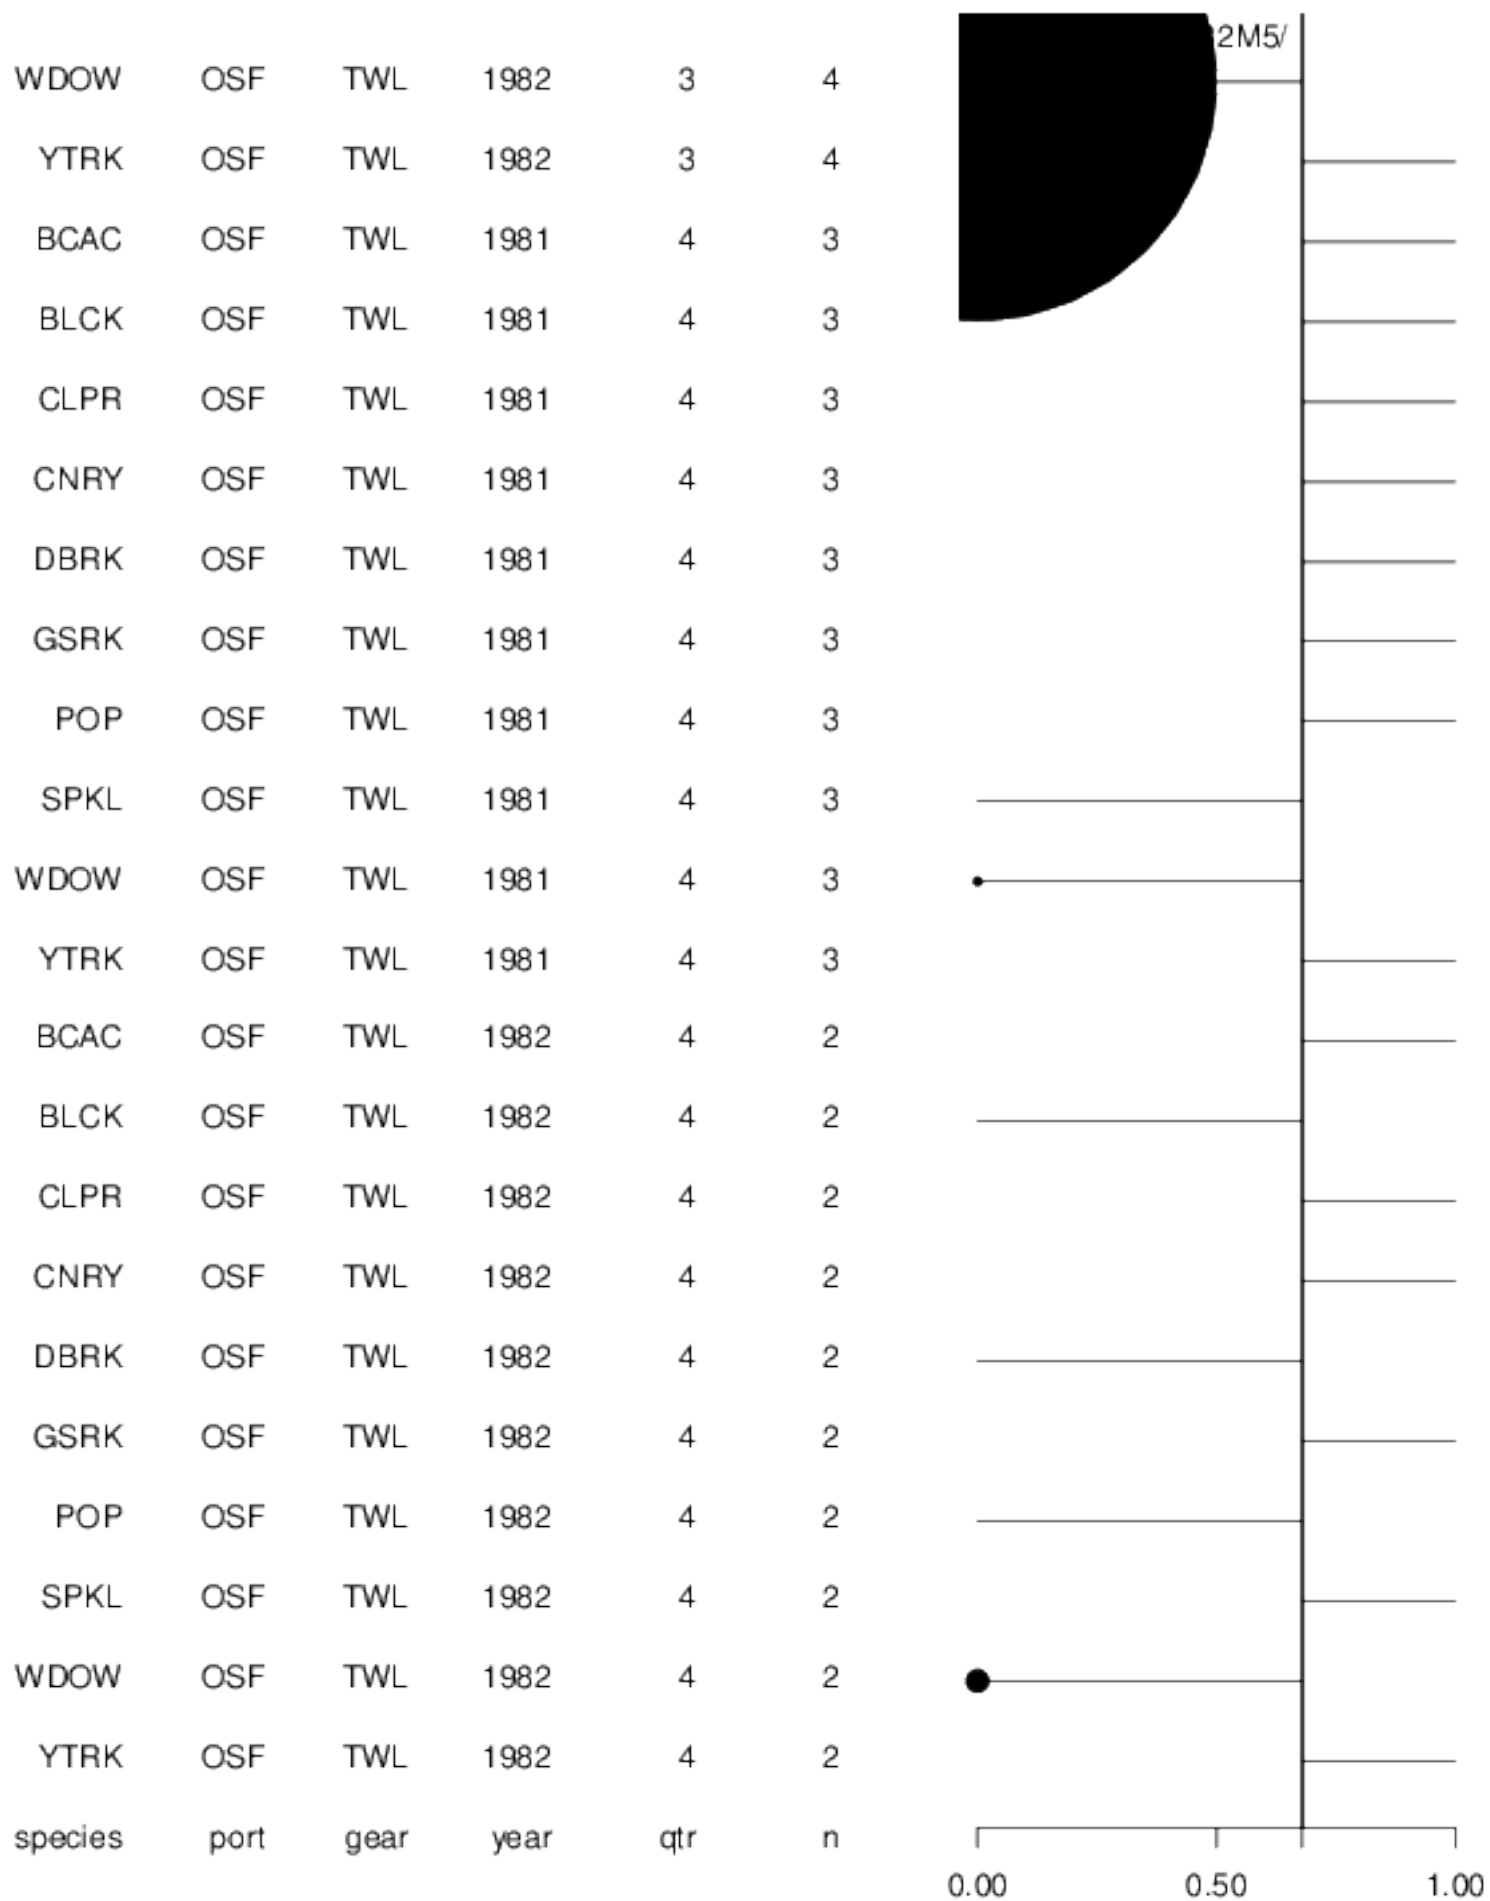 2M5/
WDOW OSF TWL 1982 3 4
YTRK OSF TWL 1982 3 4
BCAC OSF TWL 1981 4 3
BLCK OSF TWL 1981 4 3
CLPR OSF TWL 1981 4 3
CNRY OSF TWL 1981 4 3
DBRK OSF TWL 1981 4 3
GSRK OSF TWL 1981 4 3
POP OSF TWL 1981 4 3
SPKL OSF TWL 1981 4 3
WDOW OSF TWL 1981 4 3
YTRK OSF TWL 1981 4 3
BCAC OSF TWL 1982 4 2
BLCK OSF TWL 1982 4 2
CLPR OSF TWL 1982 4 2
CNRY OSF TWL 1982 4 2
DBRK OSF TWL 1982 4 2
GSRK OSF TWL 1982 4 2
POP OSF TWL 1982 4 2
SPKL OSF TWL 1982 4 2
WDOW OSF TWL 1982 4 2
YTRK OSF TWL 1982 4 2
species port gear year qtr n
0.00 0.50 1.00